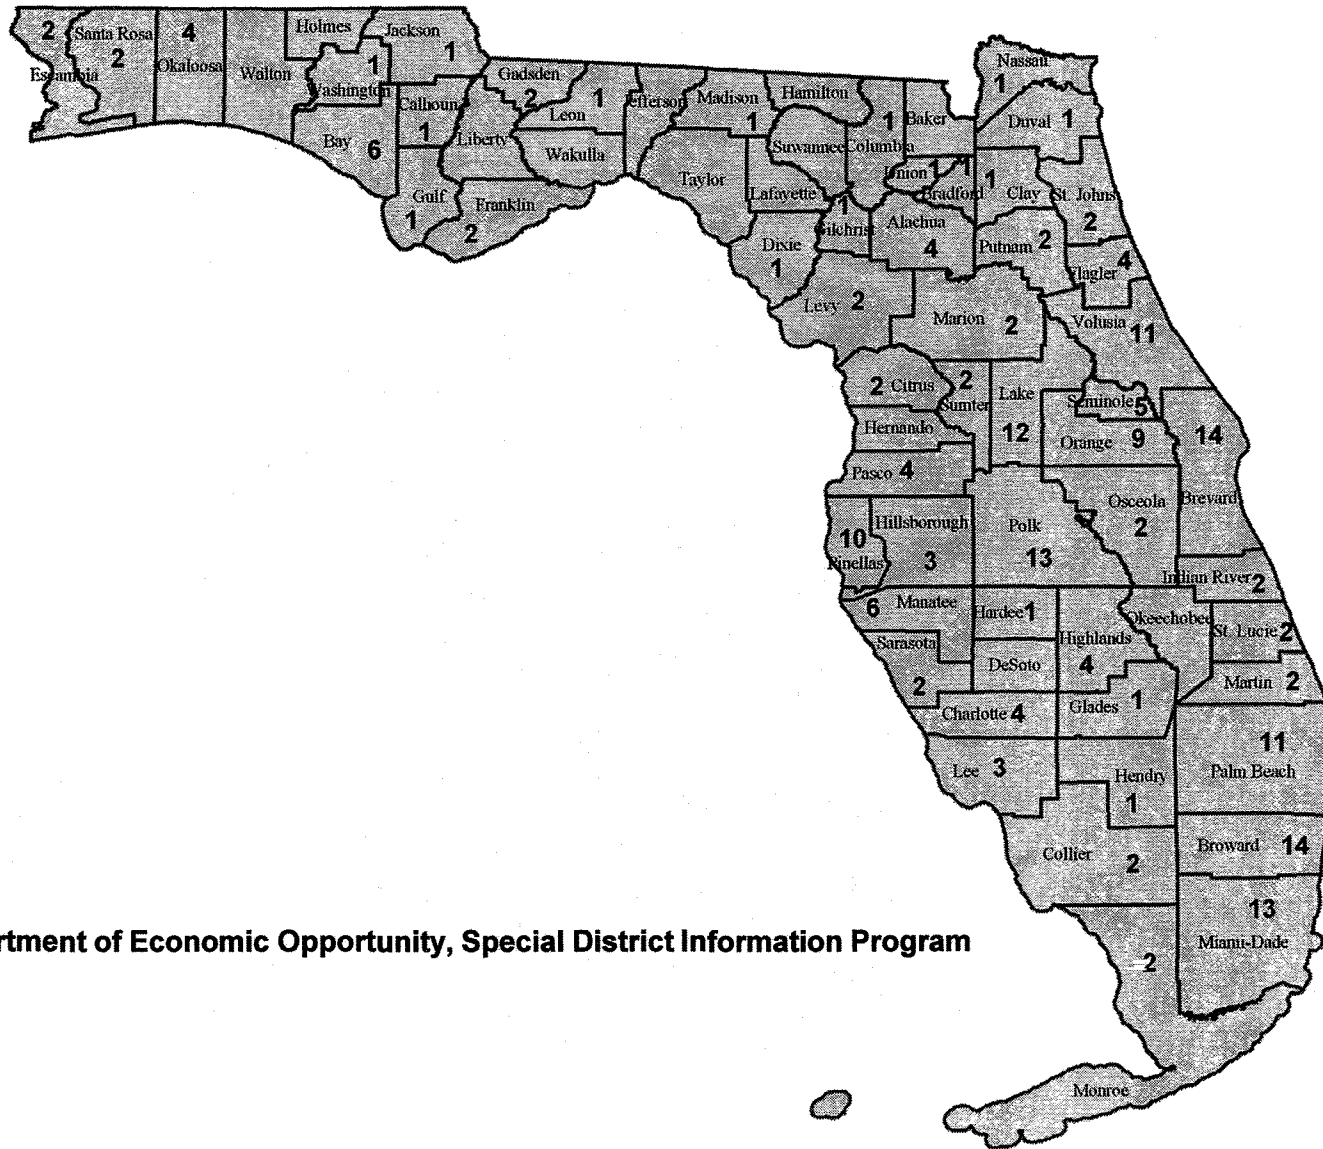 Holmes
Jackson
1
2
Santa Rosa
2
4
Okaloosa
Escambia
Walton
1
Washington
Gadsden
2
1
Leon
Calhoun
1
Bay 6
Liberty
Wakulla
Gulf
1
Franklin
2
Jefferson
Madison
1
Hamilton
Taylor
Suwannee
Lafayette
1
Columbia
Baker
Nassau
1
Duval 1
Union 1
1
Bradford
1
Clay
St. Johns
2
1
Gilchrist
Alachua
4
Putnam 2
Flagler 4
Dixie
1
Levy 2
Marion 2
Volusia 11
2 Citrus
2
Sumter
Lake
12
Seminole 5
Orange 9
14
Brevard
Hernando
Pasco 4
10
Pinellas
Hillsborough
3
Polk
13
Osceola
2
Indian River 2
6 Manatee
Hardee 1
Highlands
4
Okeechobee
St. Lucie 2
Sarasota
2
DeSoto
Martin 2
Charlotte 4
Glades 1
Lee 3
Hendry
1
11
Palm Beach
Collier 2
Broward 14
13
Miami-Dade
2
rtment of Economic Opportunity, Special District Information Program
Monroe